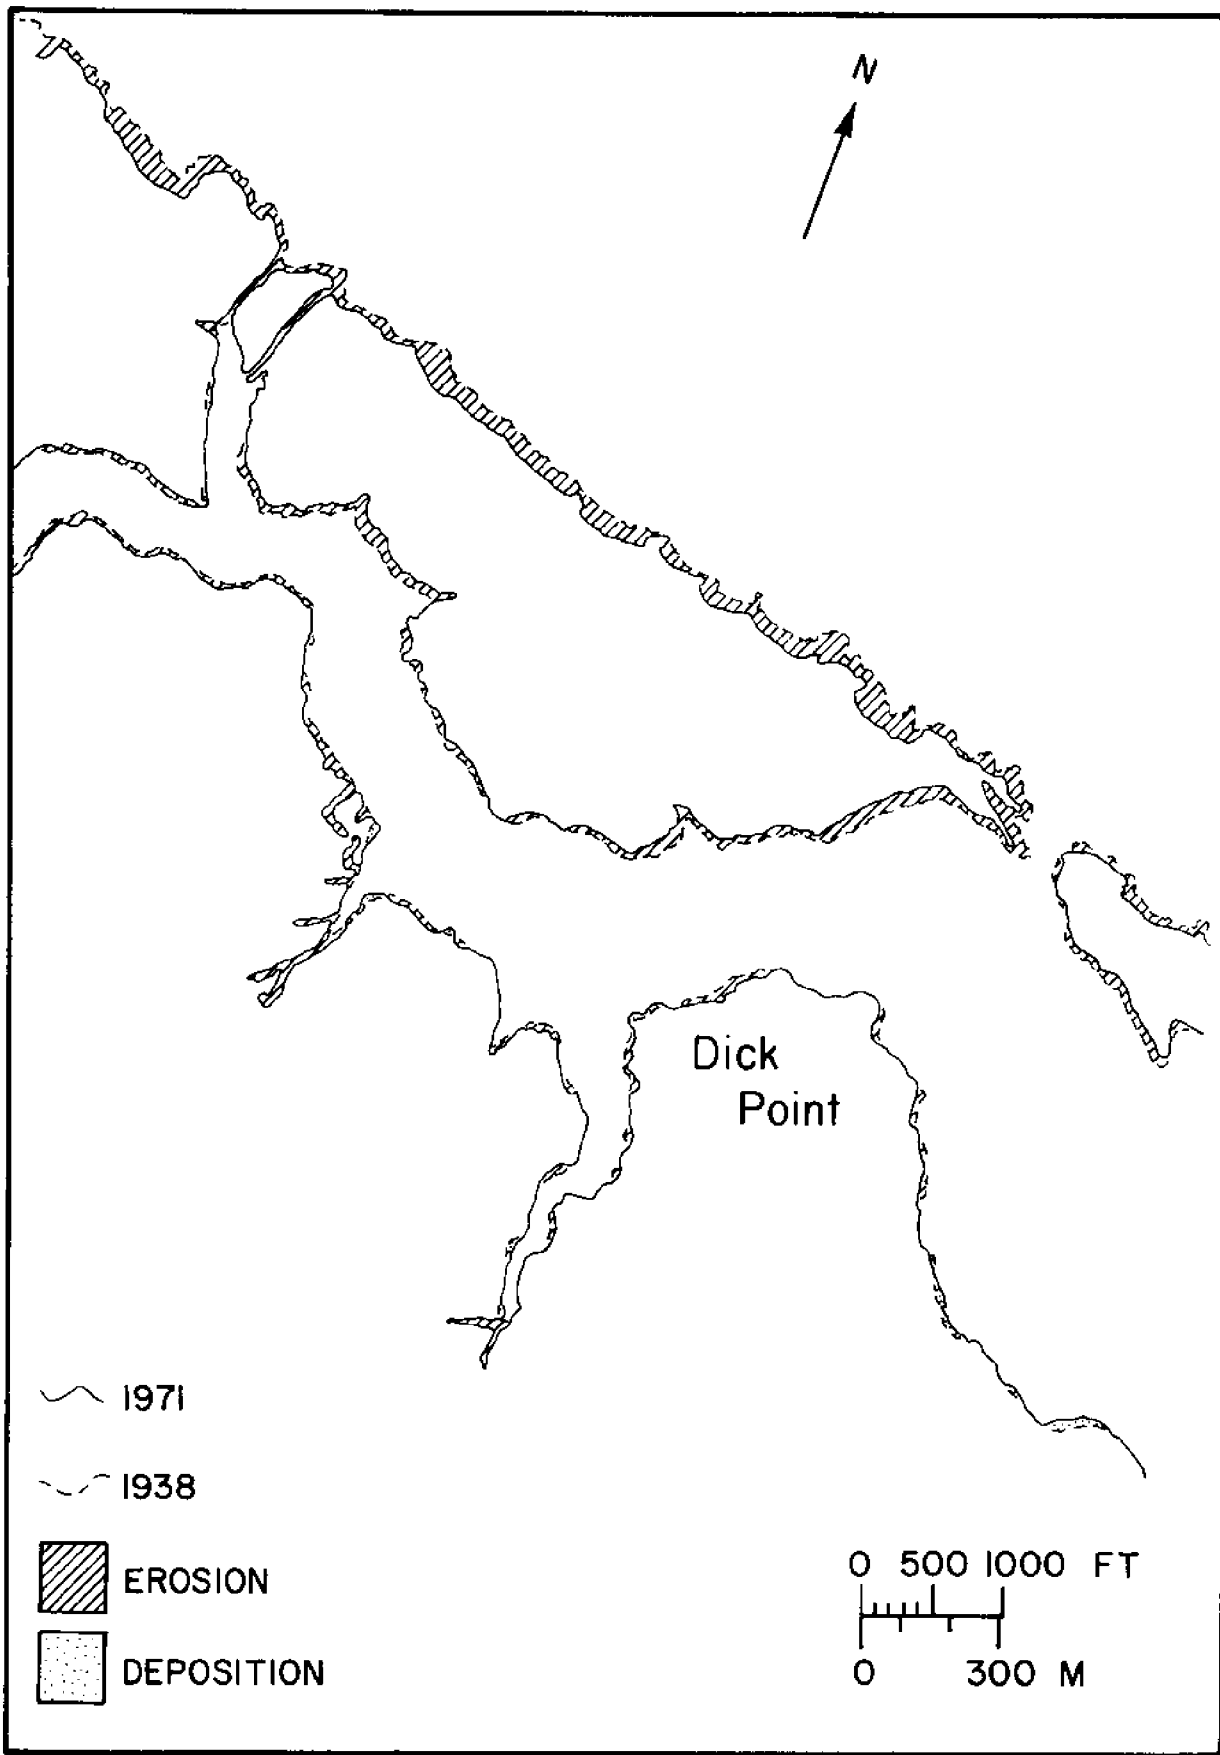 N
Dick
Point
1971
1938
EROSION
DEPOSITION
0 500 1000 FT
0 300 M